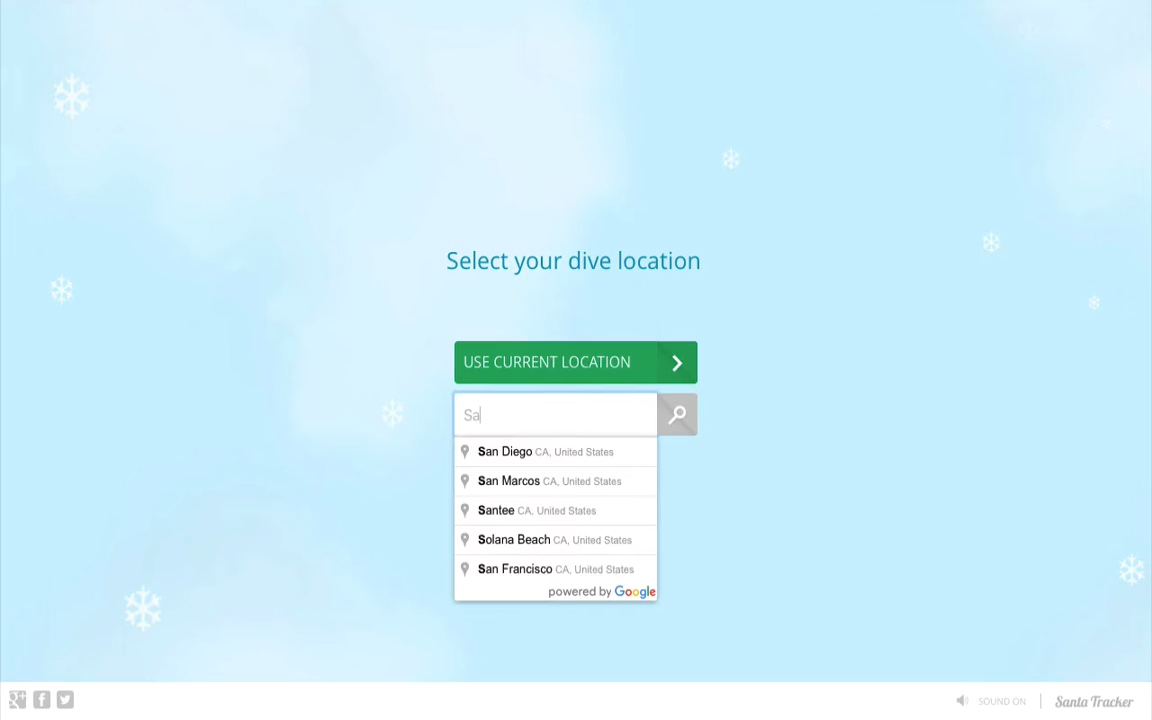 Select your dive location
USE CURRENT LOCATION
Sa
San Diego CA, United States
San Marcos CA, United States
Santee CA, United States
Solana Beach CA, United States
San Francisco CA, United States
powered by Google
g+ f
SOUND ON | Santa Tracker